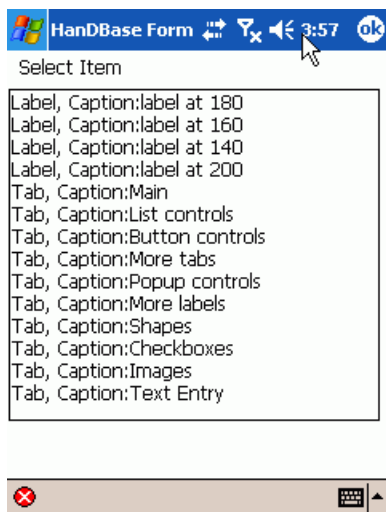 HanDBase Form 3:57 ok
Select Item
Label, Caption:label at 180
Label, Caption:label at 160
Label, Caption:label at 140
Label, Caption:label at 200
Tab, Caption:Main
Tab, Caption:List controls
Tab, Caption:Button controls
Tab, Caption:More tabs
Tab, Caption:Popup controls
Tab, Caption:More labels
Tab, Caption:Shapes
Tab, Caption:Checkboxes
Tab, Caption:Images
Tab, Caption:Text Entry